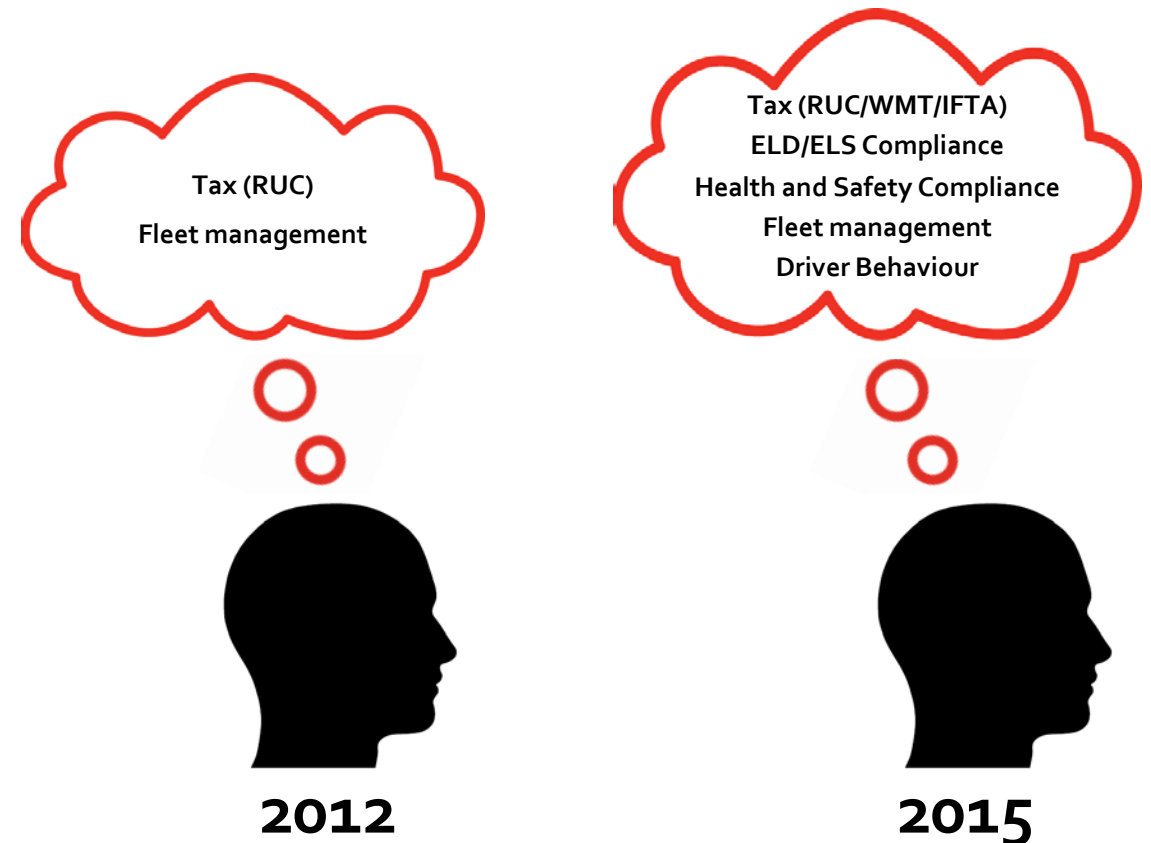 Tax (RUC)
Fleet management
2012
Tax (RUC/WMT/IFTA)
ELD/ELS Compliance
Health and Safety Compliance
Fleet management
Driver Behaviour
2015